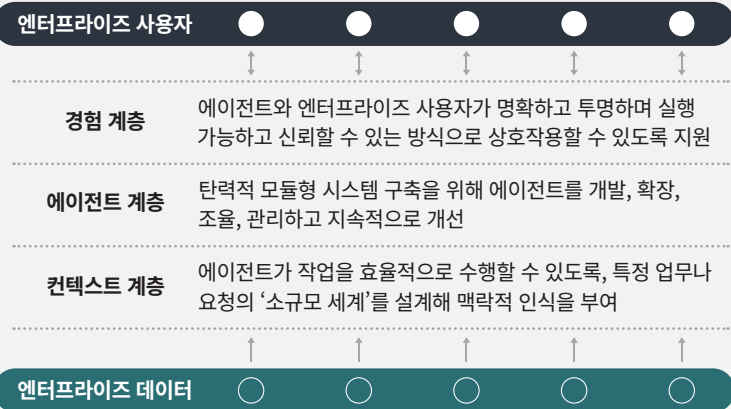 엔터프라이즈 사용자
경험 계층
에이전트와 엔터프라이즈 사용자가 명확하고 투명하며 실행
가능하고 신뢰할 수 있는 방식으로 상호작용할 수 있도록 지원
에이전트 계층
탄력적 모듈형 시스템 구축을 위해 에이전트를 개발, 확장,
조율, 관리하고 지속적으로 개선
컨텍스트 계층
에이전트가 작업을 효율적으로 수행할 수 있도록, 특정 업무나
요청의 ‘소규모 세계’를 설계해 맥락적 인식을 부여
엔터프라이즈 데이터